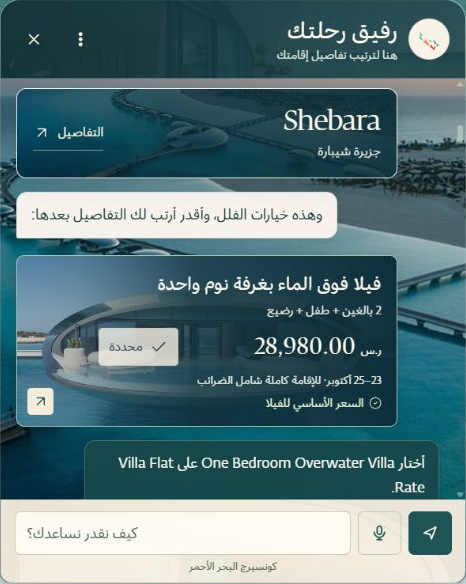 رفيق رحلتك
هنا لترتيب تفاصيل إقامتك
Shebara
جزيرة شيبارة
التفاصيل
وهذه خيارات الفلل، وأقدر أرتب لك التفاصيل بعدها:
فيلا فوق الماء بغرفة نوم واحدة
2 بالغين + طفل + رضيع
ر.س 28,980.00
محددة
23–25 أكتوبر · للإقامة كاملة شامل الضرائب
السعر الأساسي للفيلا
أختار One Bedroom Overwater Villa على Villa Flat
Rate.
كيف نقدر نساعدك؟
كونسيرج البحر الأحمر